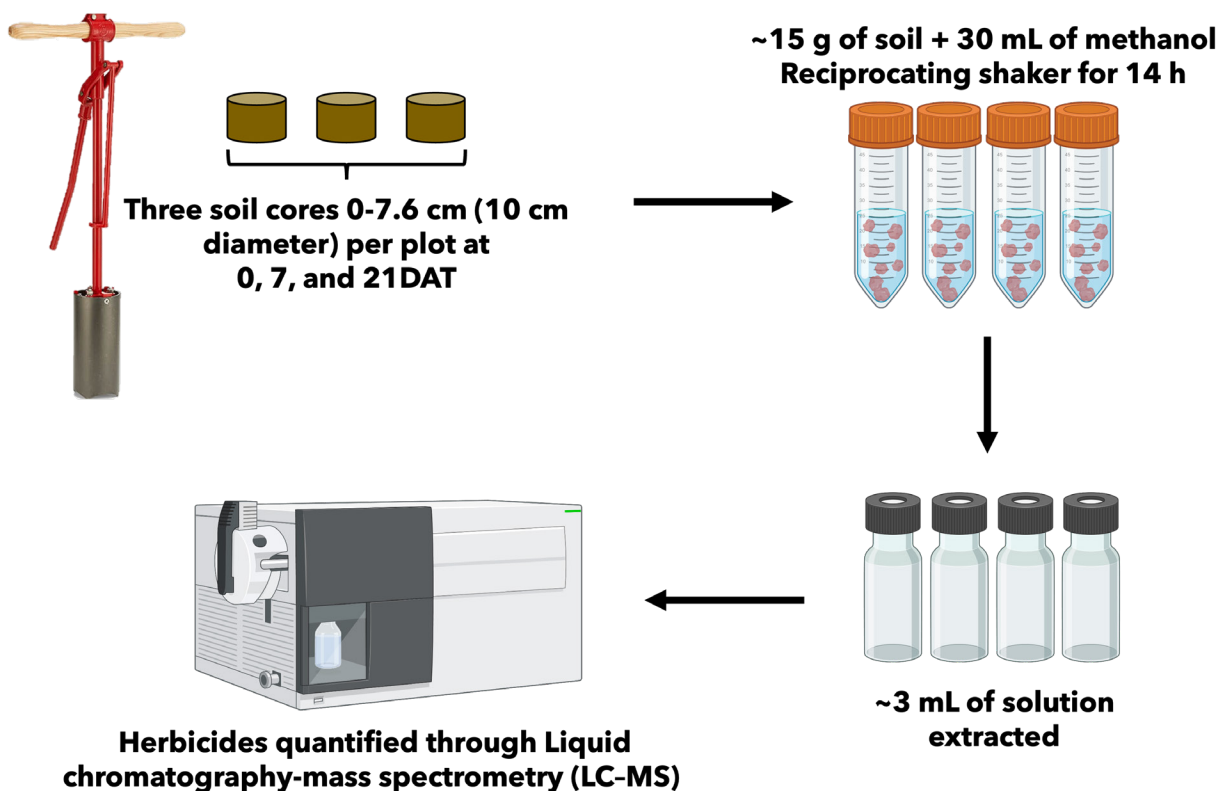 ~15 g of soil + 30 mL of methanol
Reciprocating shaker for 14 h
Three soil cores 0-7.6 cm (10 cm
diameter) per plot at
0, 7, and 21DAT
~3 mL of solution
extracted
Herbicides quantified through Liquid
chromatography-mass spectrometry (LC–MS)